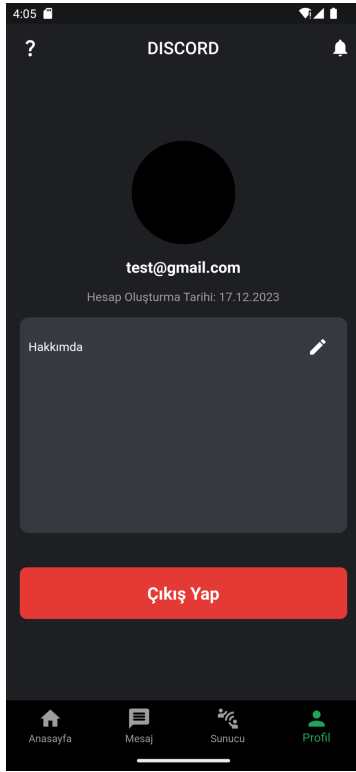 4:05
?
DISCORD
test@gmail.com
Hesap Oluşturma Tarihi: 17.12.2023
Hakkımda
Çıkış Yap
Anasayfa
Mesaj
Sunucu
Profil